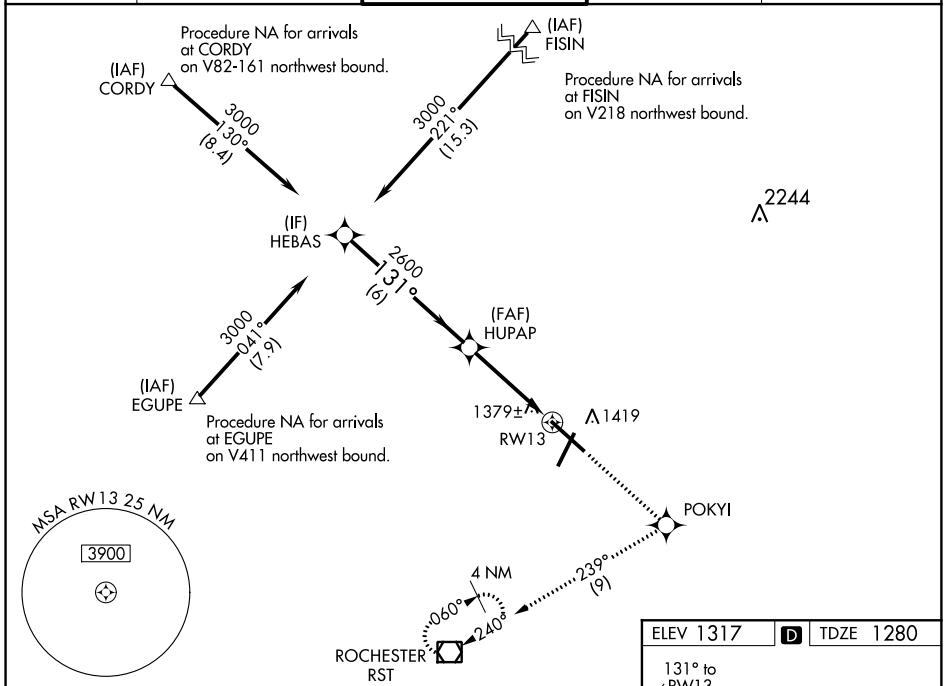 Procedure NA for arrivals
at CORDY
on V82-161 northwest bound.
(IAF)
CORDY
(IAF)
FISIN
Procedure NA for arrivals
at FISIN
on V218 northwest bound.
3000
130°
(8.4)
3000
221°
(15.3)
2244
(IF)
HEBAS
2600
131°
(6)
(FAF)
HUPAP
3000
041°
(7.9)
(IAF)
EGUPE
Procedure NA for arrivals
at EGUPE
on V411 northwest bound.
1379±
1419
RW13
POKYI
MSA RW13 25 NM
3900
4 NM
239°
(9)
060°
240°
ROCHESTER
RST
ELEV 1317 D TDZE 1280
131° to
RW13